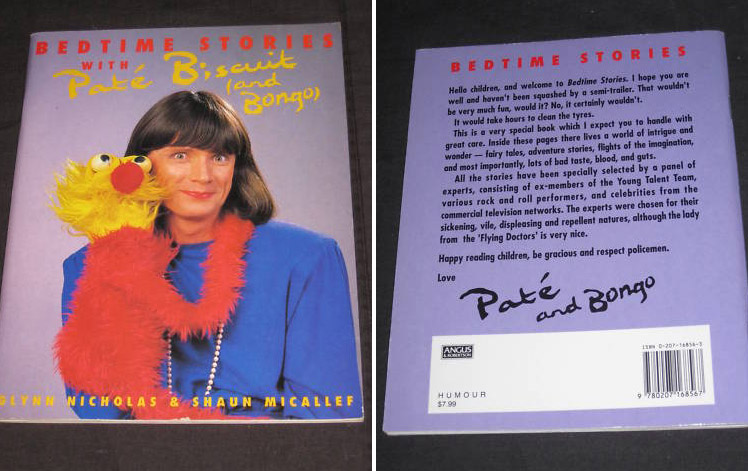 BEDTIME STORIES
WITH
Paté Biscuit
(and
Bongo)
GLYNN NICHOLAS & SHAUN MICALLEF
BEDTIME STORIES
Hello children, and welcome to Bedtime Stories. I hope you are
well and haven't been squashed by a semi-trailer. That wouldn't
be very much fun, would it? No, it certainly wouldn't.
It would take hours to clean the tyres.
This is a very special book which I expect you to handle with
great care. Inside these pages there lives a world of intrigue and
wonder — fairy tales, adventure stories, flights of the imagination,
and most importantly, lots of bad taste, blood, and guts.
All the stories have been specially selected by a panel of
experts, consisting of ex-members of the Young Talent Team,
various rock and roll performers, and celebrities from the
commercial television networks. The experts were chosen for their
sickening, vile, displeasing and repellent natures, although the lady
from the 'Flying Doctors' is very nice.
Happy reading children, be gracious and respect policemen.
Love
Paté
and Bongo
ANGUS
& ROBERTSON
ISBN 0-207-16856-5
HUMOUR
$7.99
9 780207 168567